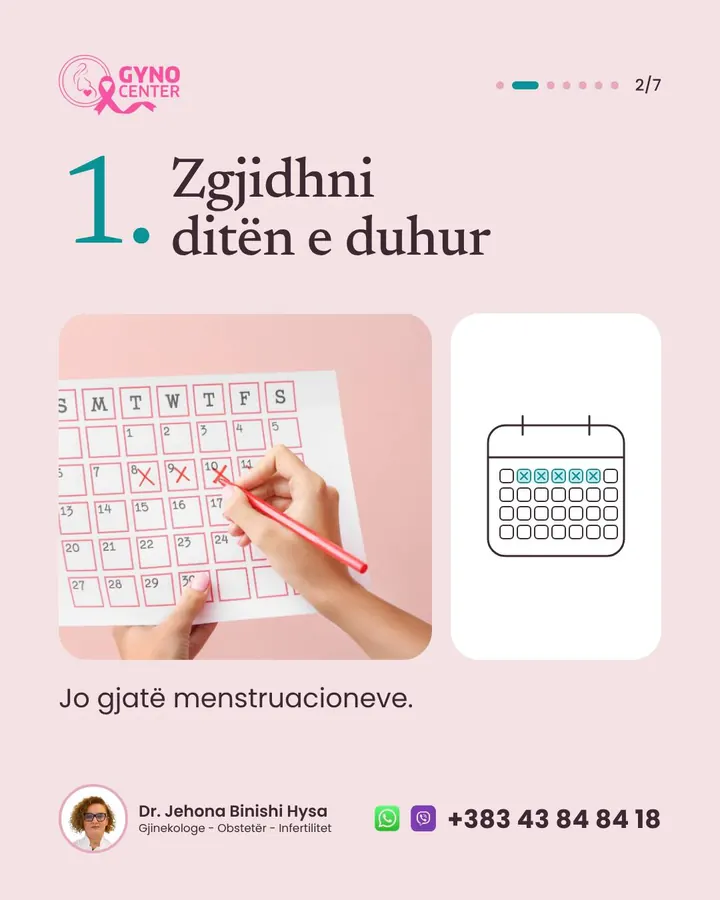 GYNO
CENTER
2/7
1.
Zgjidhni
ditën e duhur
S M T W T F S
1 2 3 4 5
6 7 8 9 10 11
13 14 15 16 17
20 21 22 23 24
27 28 29 30
Jo gjatë menstruacioneve.
Dr. Jehona Binishi Hysa
Gjinekologe - Obstetër - Infertilitet
+383 43 84 84 18